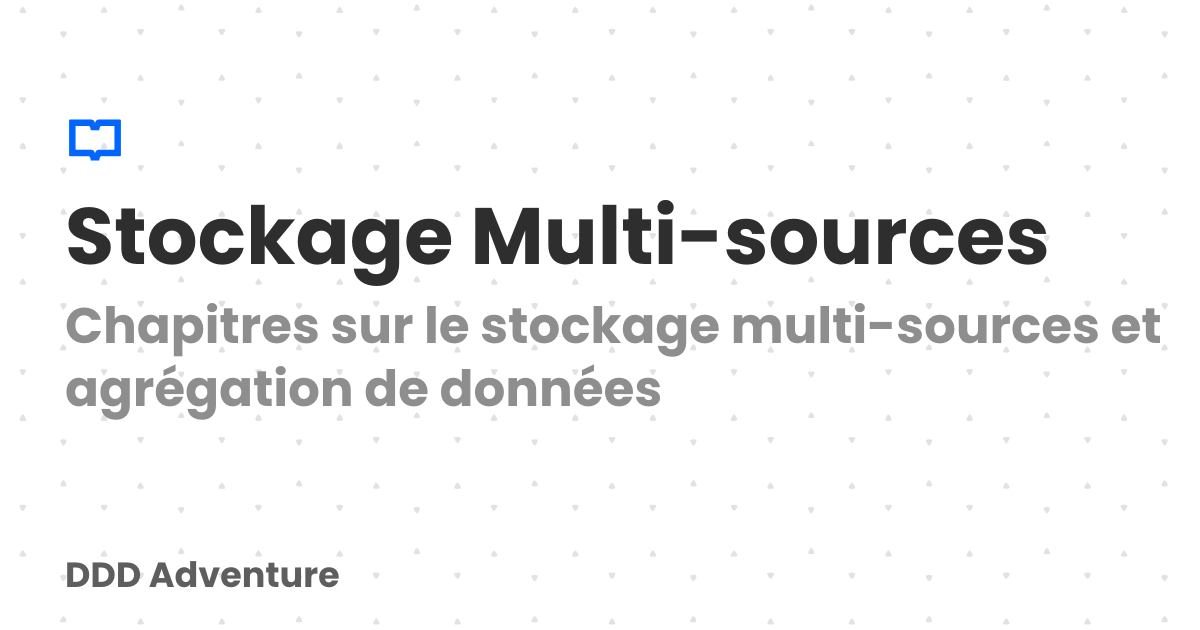 Stockage Multi-sources
Chapitres sur le stockage multi-sources et
agrégation de données
DDD Adventure